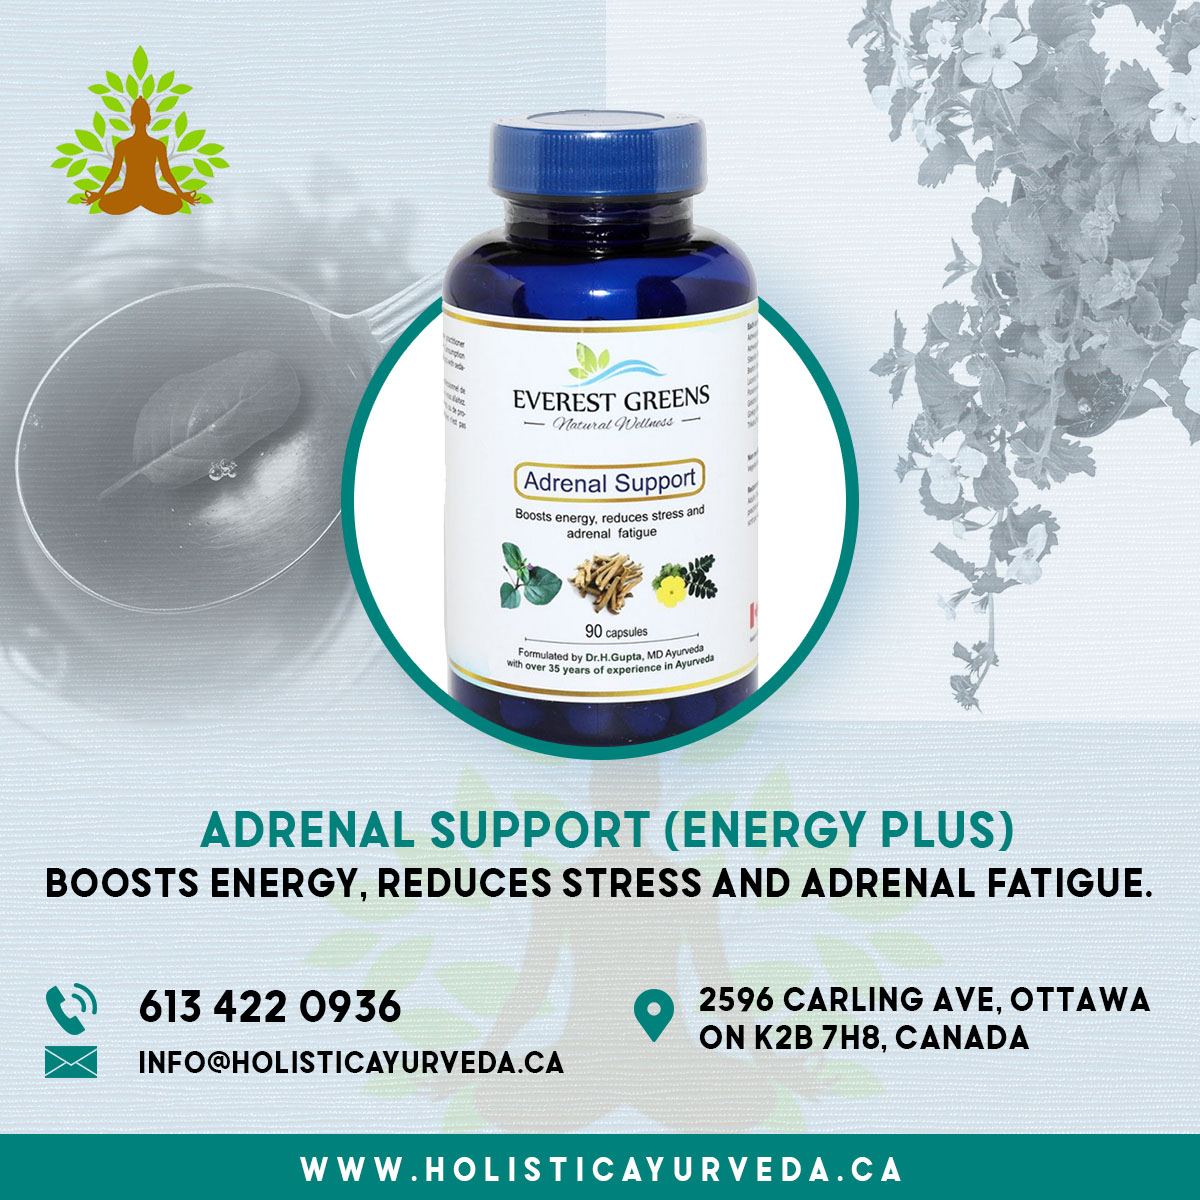 EVEREST GREENS
Natural Wellness
Adrenal Support
Boosts energy, reduces stress and
adrenal fatigue
90 capsules
Formulated by Dr.H.Gupta, MD Ayurveda
with over 35 years of experience in Ayurveda
ADRENAL SUPPORT (ENERGY PLUS)
BOOSTS ENERGY, REDUCES STRESS AND ADRENAL FATIGUE.
613 422 0936
INFO@HOLISTICAYURVEDA.CA
2596 CARLING AVE, OTTAWA
ON K2B 7H8, CANADA
WWW.HOLISTICAYURVEDA.CA